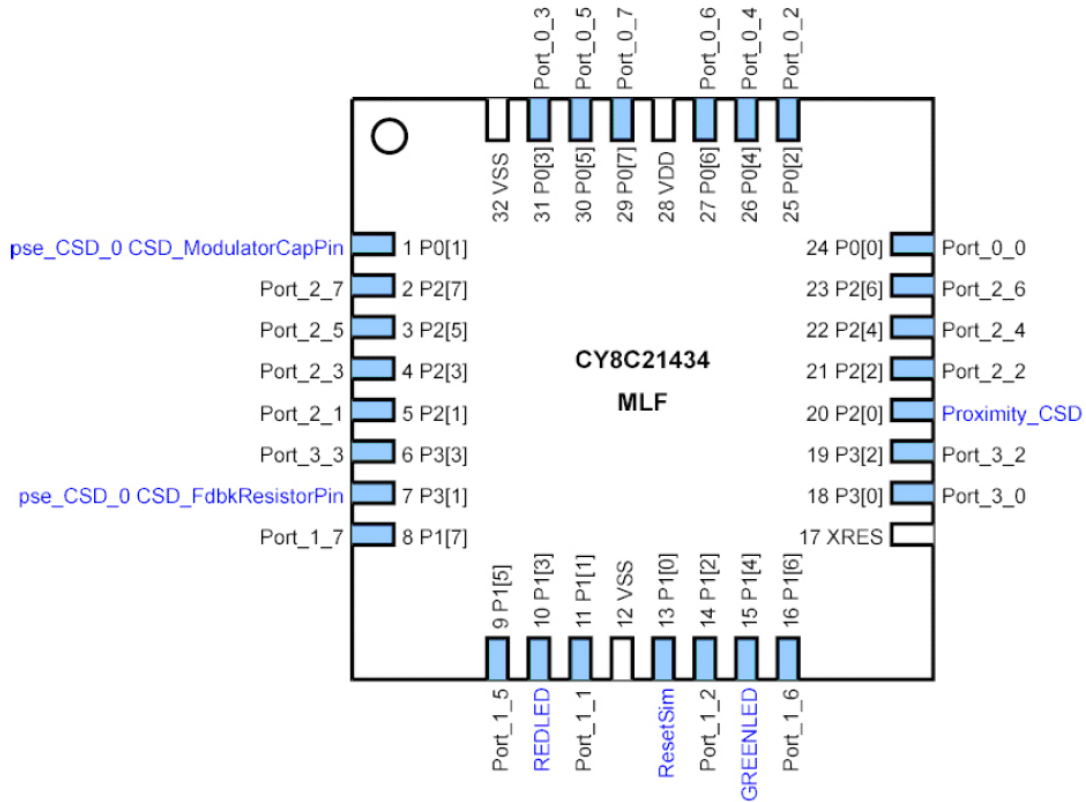 Port_0_3
Port_0_5
Port_0_7
Port_0_6
Port_0_4
Port_0_2
32 VSS
31 P0[3]
30 P0[5]
29 P0[7]
28 VDD
27 P0[6]
26 P0[4]
25 P0[2]
pse_CSD_0 CSD_ModulatorCapPin 1 P0[1]
Port_2_7 2 P2[7]
Port_2_5 3 P2[5]
Port_2_3 4 P2[3]
Port_2_1 5 P2[1]
Port_3_3 6 P3[3]
pse_CSD_0 CSD_FdbkResistorPin 7 P3[1]
Port_1_7 8 P1[7]
CY8C21434
MLF
24 P0[0] Port_0_0
23 P2[6] Port_2_6
22 P2[4] Port_2_4
21 P2[2] Port_2_2
20 P2[0] Proximity_CSD
19 P3[2] Port_3_2
18 P3[0] Port_3_0
17 XRES
9 P1[5]
10 P1[3]
11 P1[1]
12 VSS
13 P1[0]
14 P1[2]
15 P1[4]
16 P1[6]
Port_1_5
REDLED
Port_1_1
ResetSim
Port_1_2
GREENLED
Port_1_6